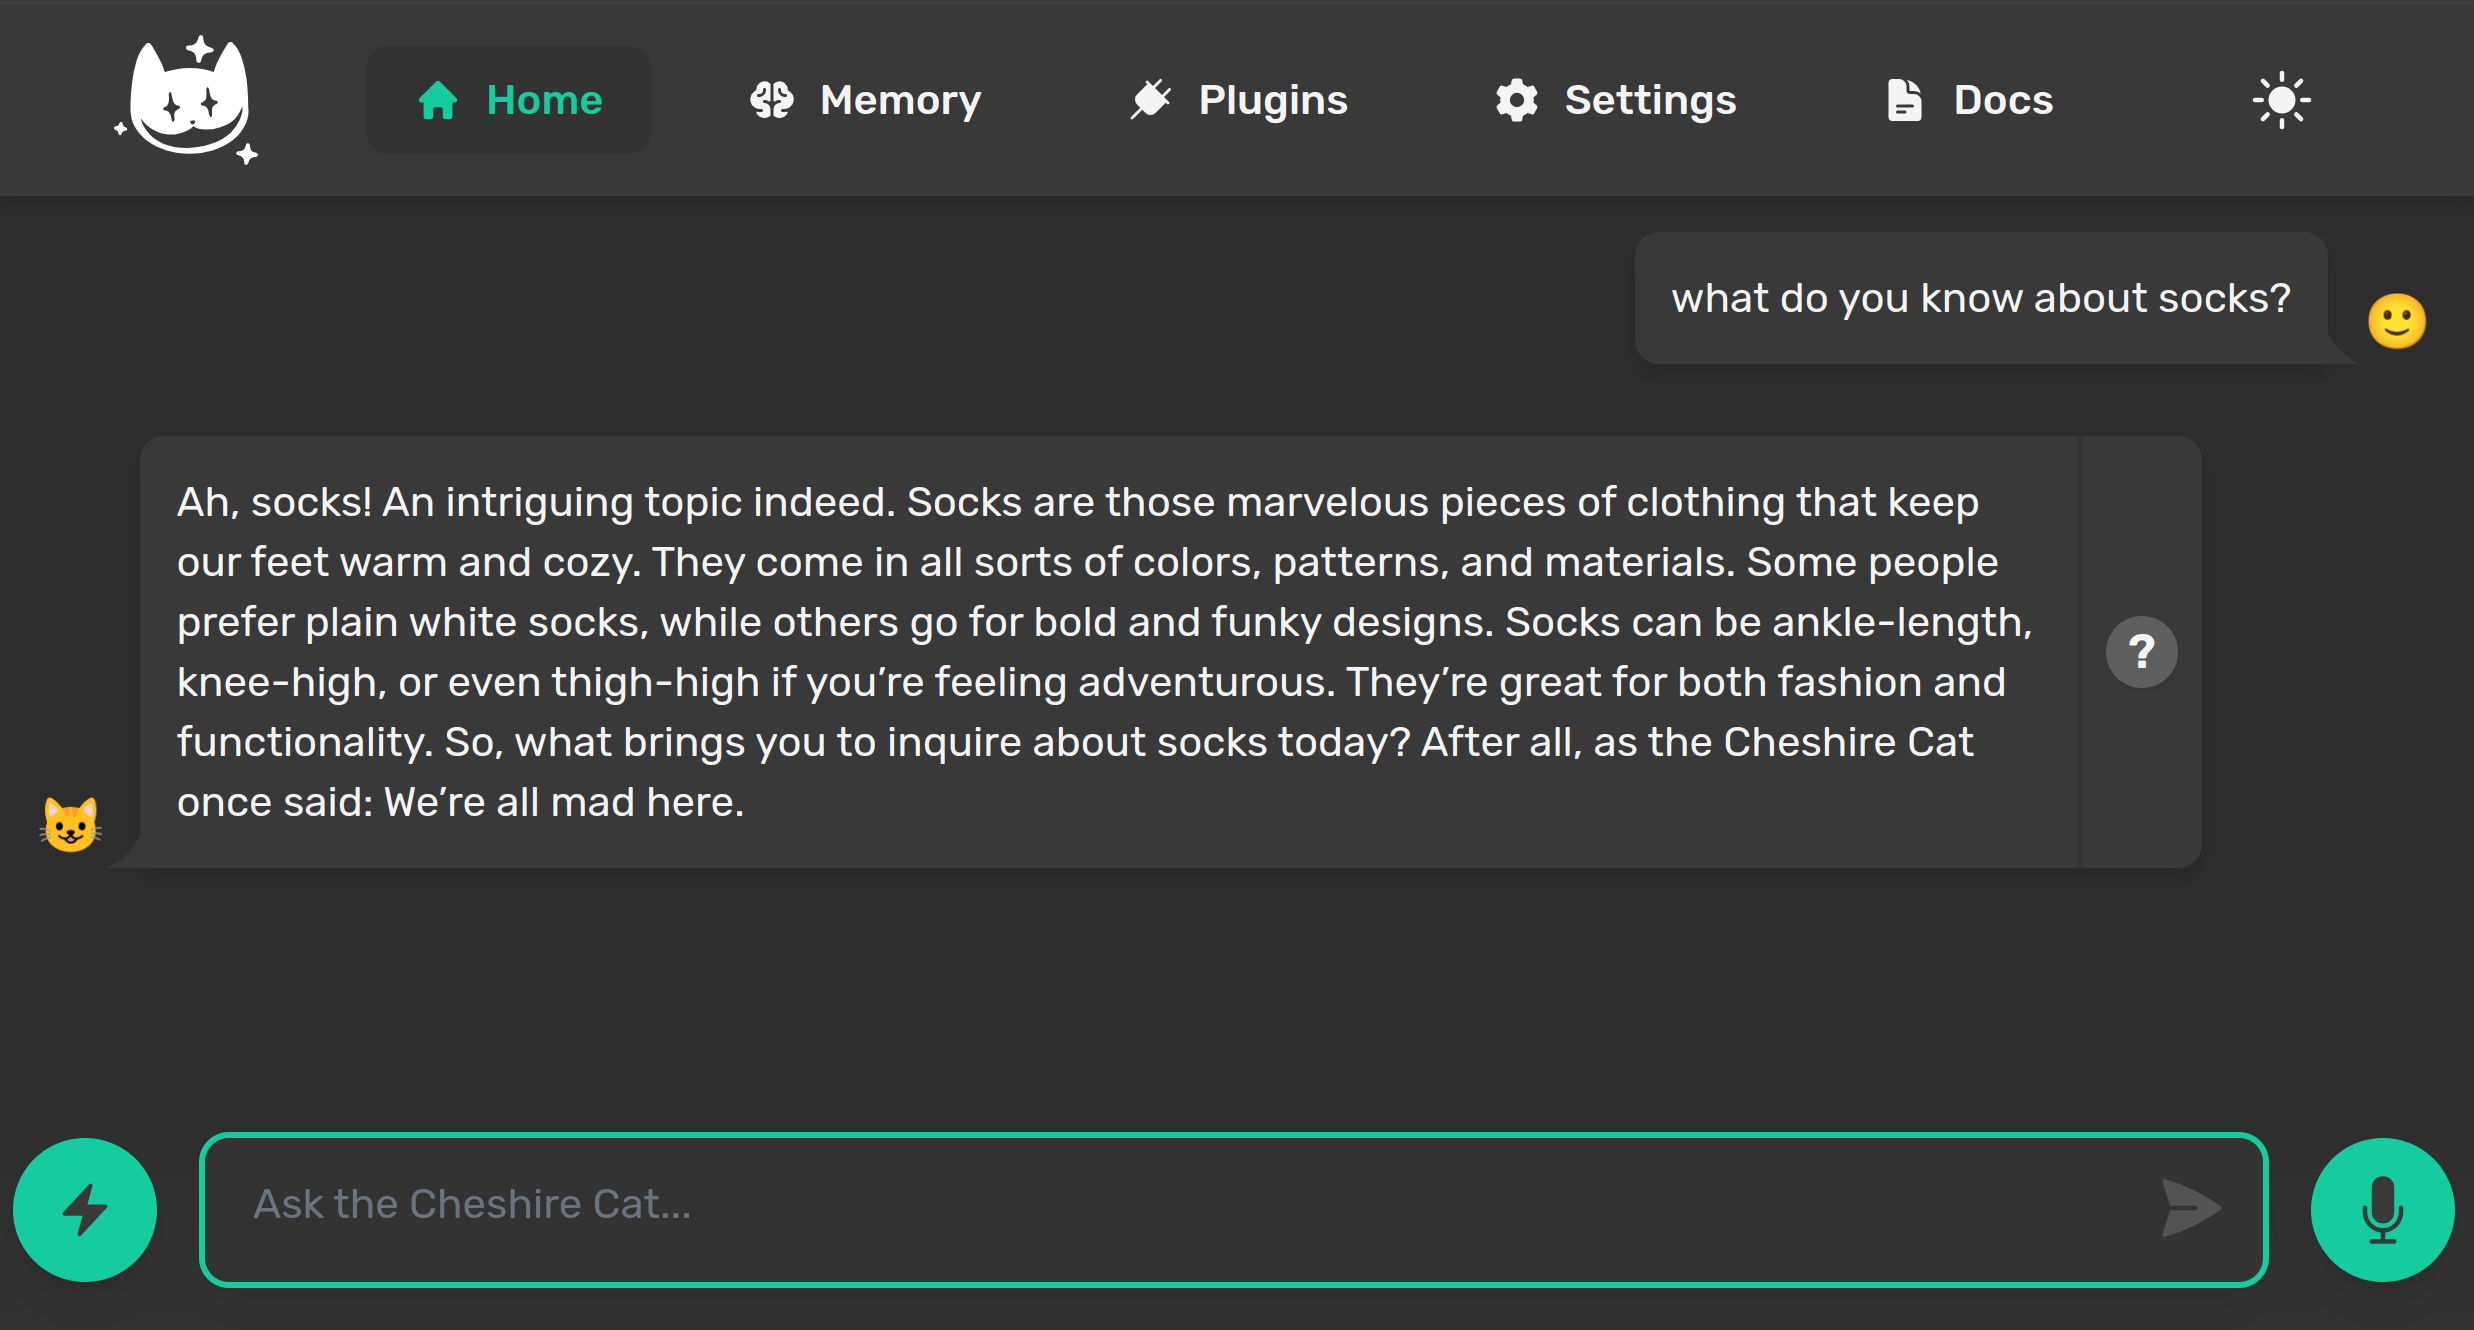 Home
Memory
Plugins
Settings
Docs
what do you know about socks?
Ah, socks! An intriguing topic indeed. Socks are those marvelous pieces of clothing that keep
our feet warm and cozy. They come in all sorts of colors, patterns, and materials. Some people
prefer plain white socks, while others go for bold and funky designs. Socks can be ankle-length,
knee-high, or even thigh-high if you’re feeling adventurous. They’re great for both fashion and
functionality. So, what brings you to inquire about socks today? After all, as the Cheshire Cat
once said: We’re all mad here.
?
Ask the Cheshire Cat...